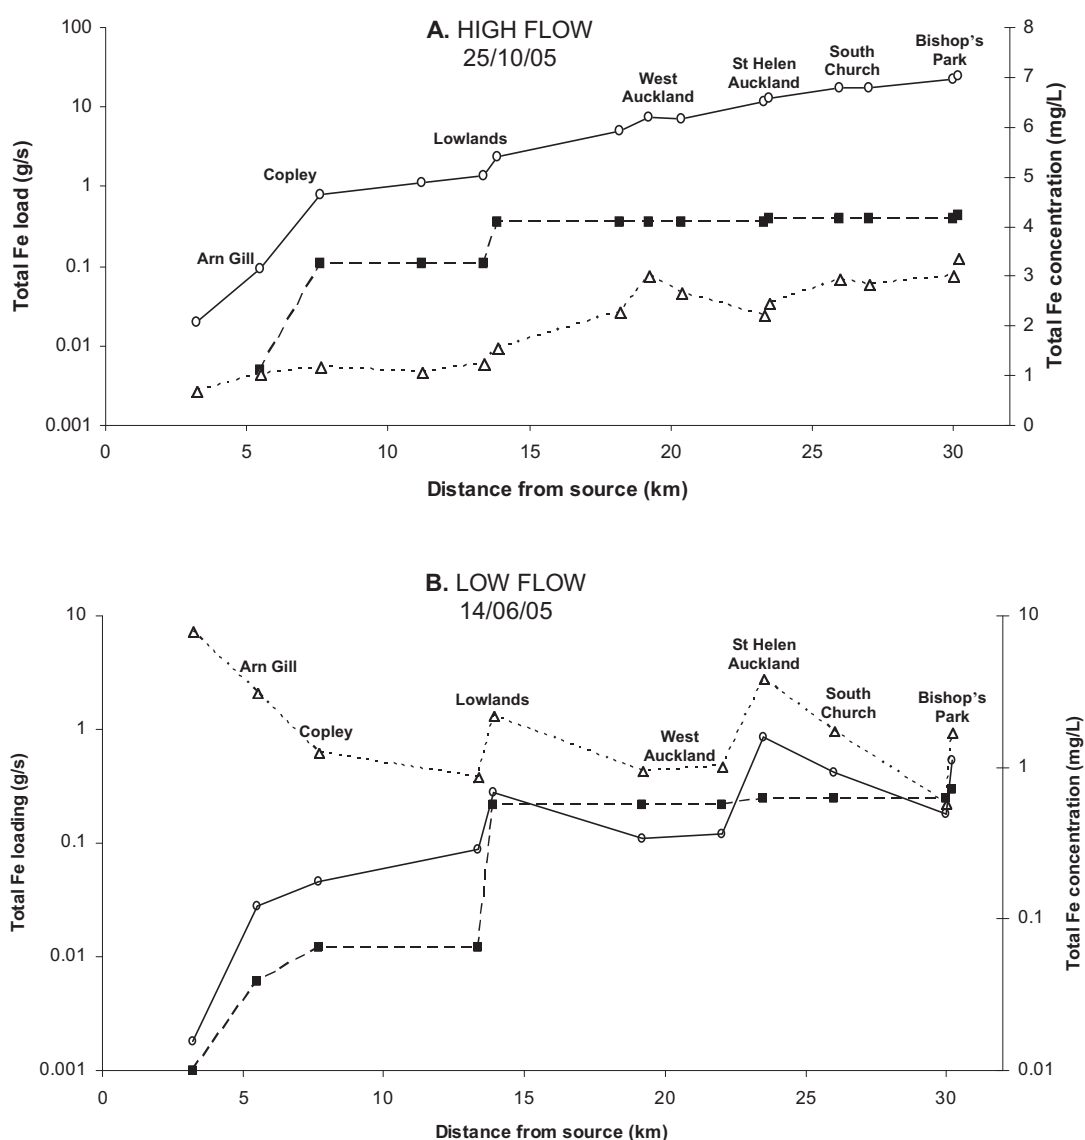 A. HIGH FLOW
25/10/05
100
10
1
0.1
0.01
0.001
Total Fe load (g/s)
8
7
6
5
4
3
2
1
0
Total Fe concentration (mg/L)
Arn Gill
Copley
Lowlands
West
Auckland
St Helen
Auckland
South
Church
Bishop's
Park
0 5 10 15 20 25 30
Distance from source (km)
B. LOW FLOW
14/06/05
10
1
0.1
0.01
0.001
Total Fe loading (g/s)
10
1
0.1
0.01
Total Fe concentration (mg/L)
Arn Gill
Copley
Lowlands
West
Auckland
St Helen
Auckland
South
Church
Bishop's
Park
0 5 10 15 20 25 30
Distance from source (km)